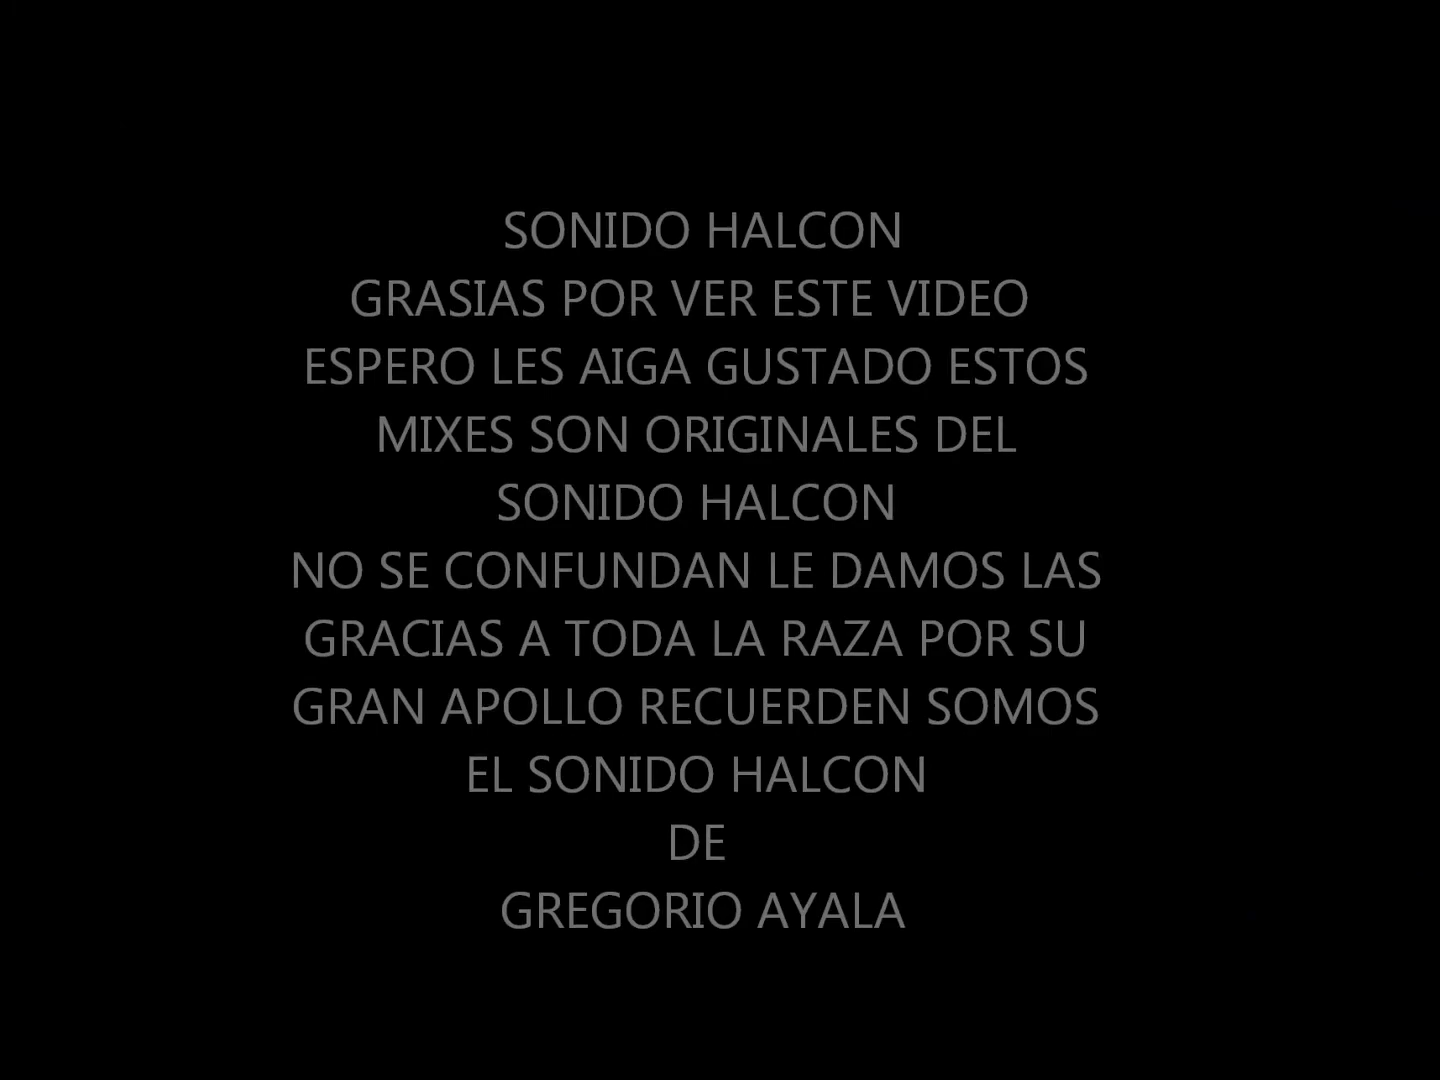 SONIDO HALCON
GRASIAS POR VER ESTE VIDEO
ESPERO LES AIGA GUSTADO ESTOS
MIXES SON ORIGINALES DEL
SONIDO HALCON
NO SE CONFUNDAN LE DAMOS LAS
GRACIAS A TODA LA RAZA POR SU
GRAN APOLLO RECUERDEN SOMOS
EL SONIDO HALCON
DE
GREGORIO AYALA